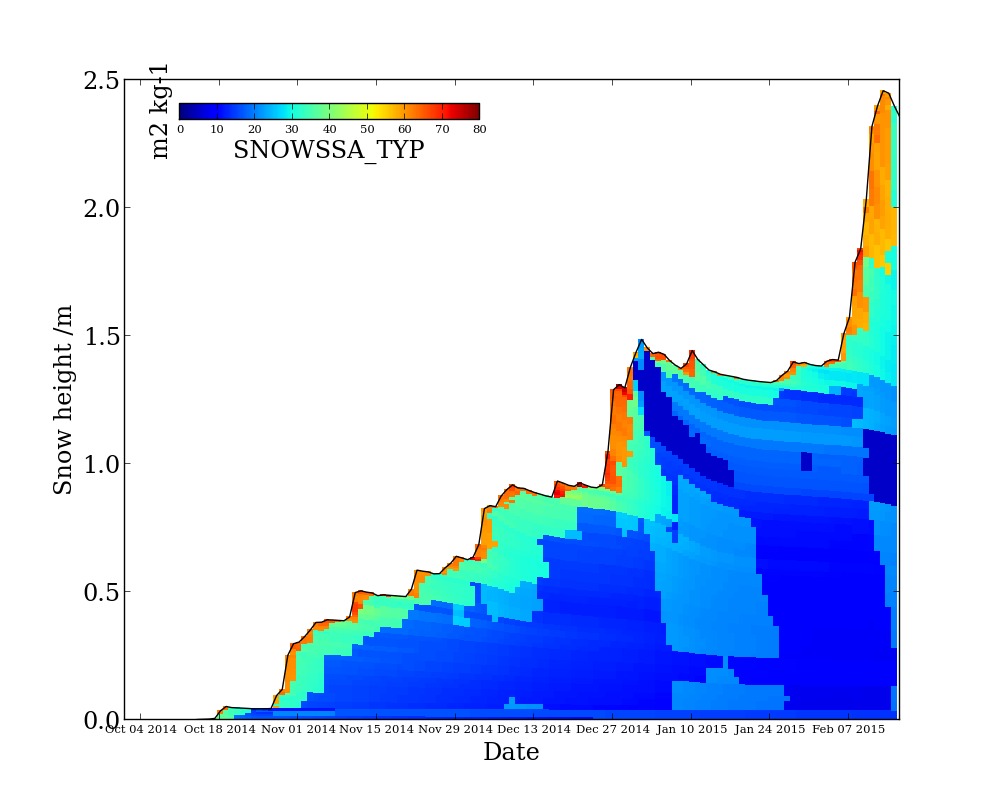 m2 kg-1
0 10 20 30 40 50 60 70 80
SNOWSSA_TYP
Snow height /m
2.5
2.0
1.5
1.0
0.5
0.0
Oct 04 2014 Oct 18 2014 Nov 01 2014 Nov 15 2014 Nov 29 2014 Dec 13 2014 Dec 27 2014 Jan 10 2015 Jan 24 2015 Feb 07 2015
Date